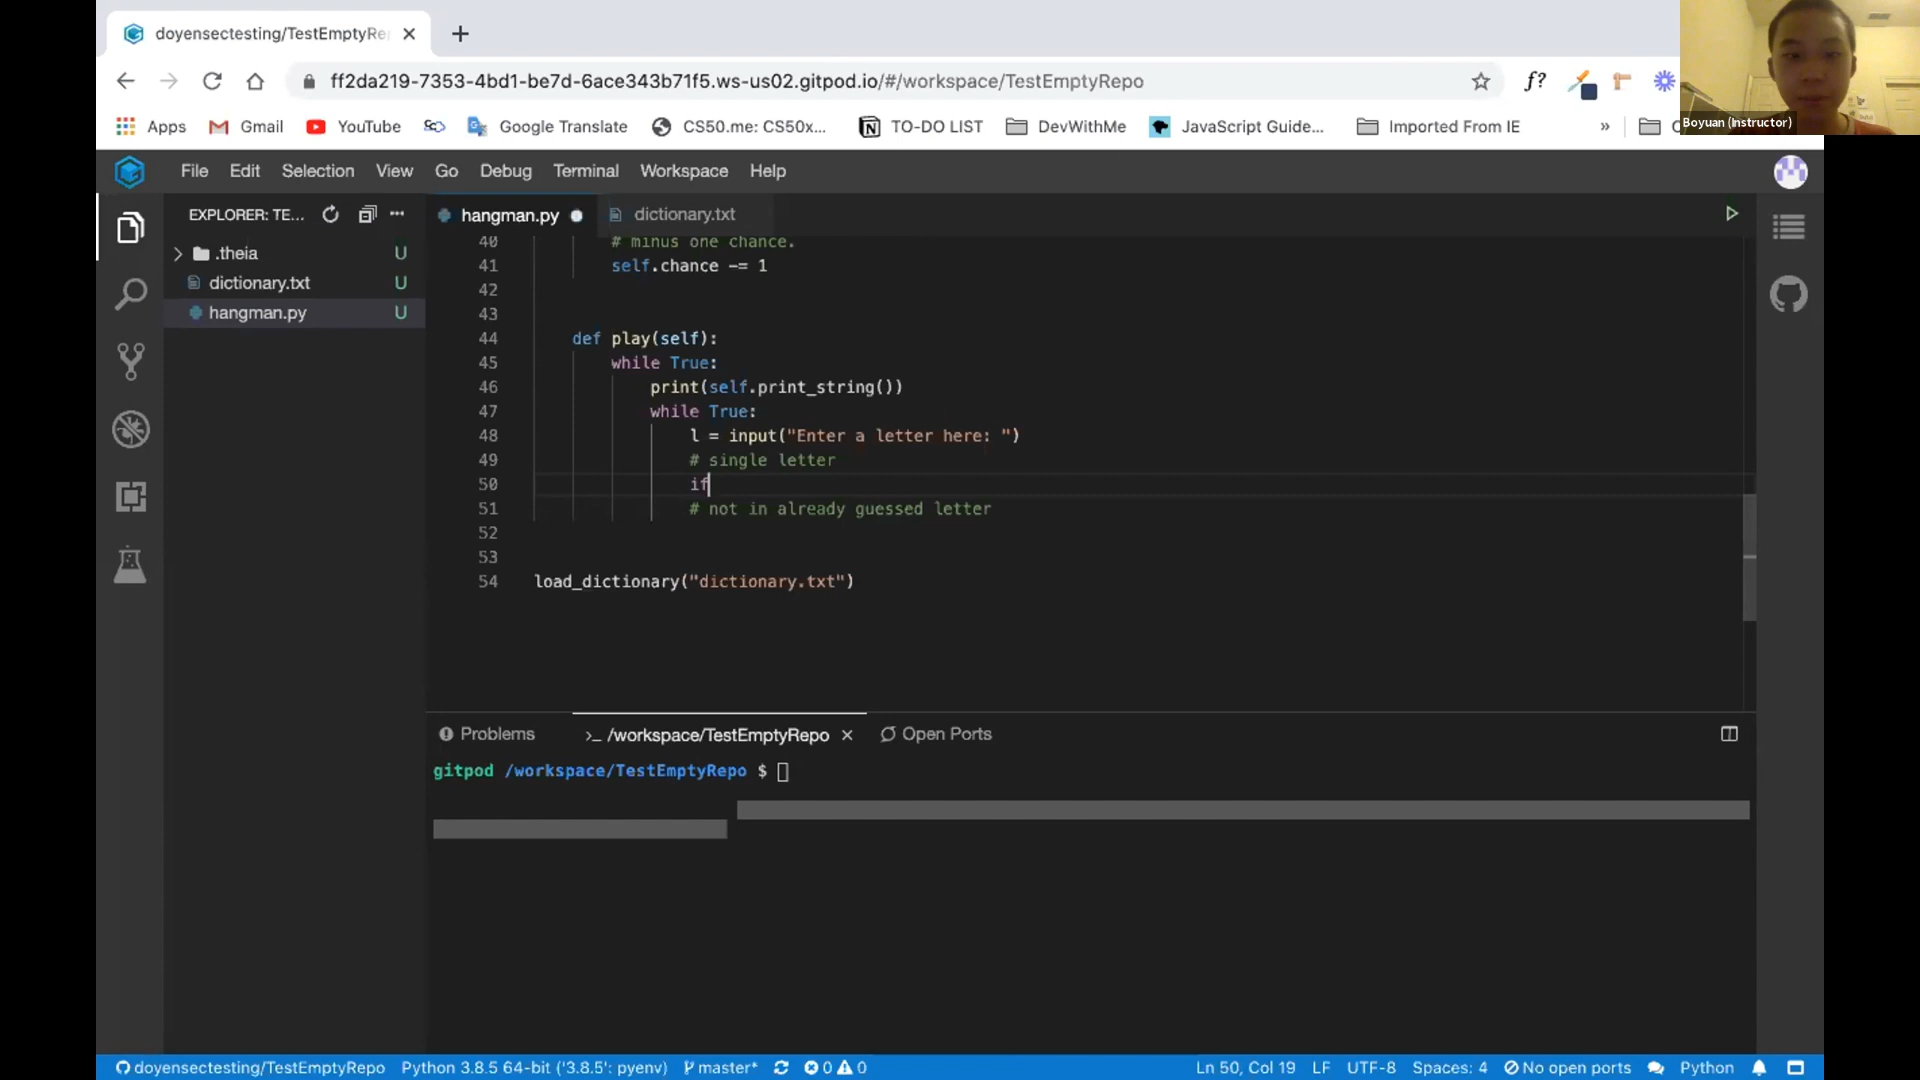 doyensectesting/TestEmptyRe
ff2da219-7353-4bd1-be7d-6ace343b71f5.ws-us02.gitpod.io/#/workspace/TestEmptyRepo
f?
Boyuan (Instructor)
Apps Gmail YouTube Google Translate CS50.me: CS50x... TO-DO LIST DevWithMe JavaScript Guide... Imported From IE »
File Edit Selection View Go Debug Terminal Workspace Help
EXPLORER: TE...
hangman.py dictionary.txt
.theia U
dictionary.txt U
hangman.py U
40 # minus one chance.
41 self.chance -= 1
42
43
44 def play(self):
45 while True:
46 print(self.print_string())
47 while True:
48 l = input("Enter a letter here: ")
49 # single letter
50 if
51 # not in already guessed letter
52
53
54 load_dictionary("dictionary.txt")
Problems >_ /workspace/TestEmptyRepo Open Ports
gitpod /workspace/TestEmptyRepo $
doyensectesting/TestEmptyRepo Python 3.8.5 64-bit ('3.8.5': pyenv) master* 0 0 Ln 50, Col 19 LF UTF-8 Spaces: 4 No open ports Python